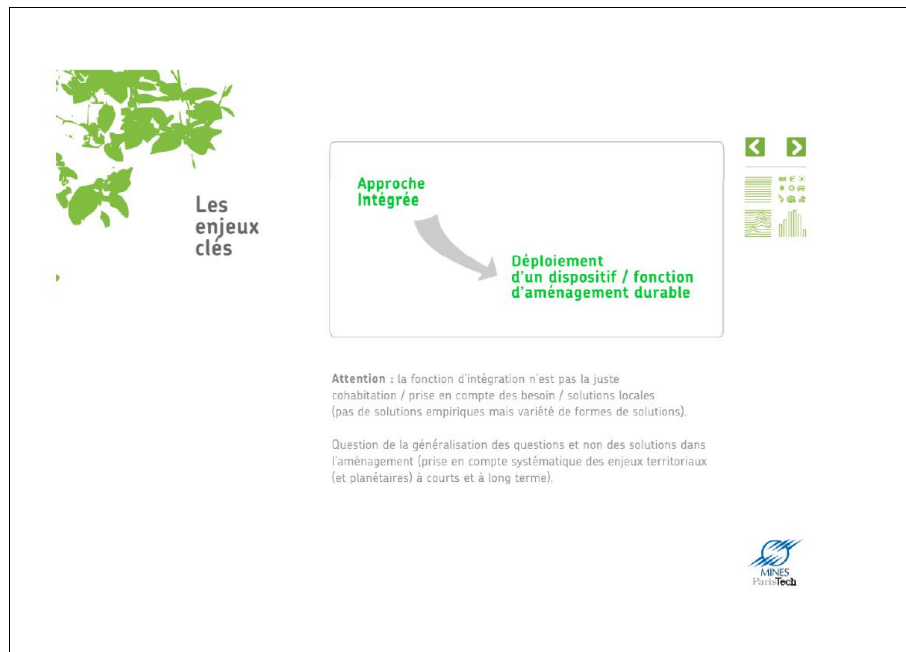 Les
enjeux
clés
Approche
Intégrée
Déploiement
d'un dispositif / fonction
d'aménagement durable
Attention : la fonction d'intégration n'est pas la juste
cohabitation / prise en compte des besoin / solutions locales
(pas de solutions empiriques mais variété de formes de solutions).
Question de la généralisation des questions et non des solutions dans
l'aménagement (prise en compte systématique des enjeux territoriaux
(et planétaires) à courts et à long terme).
MINES
ParisTech